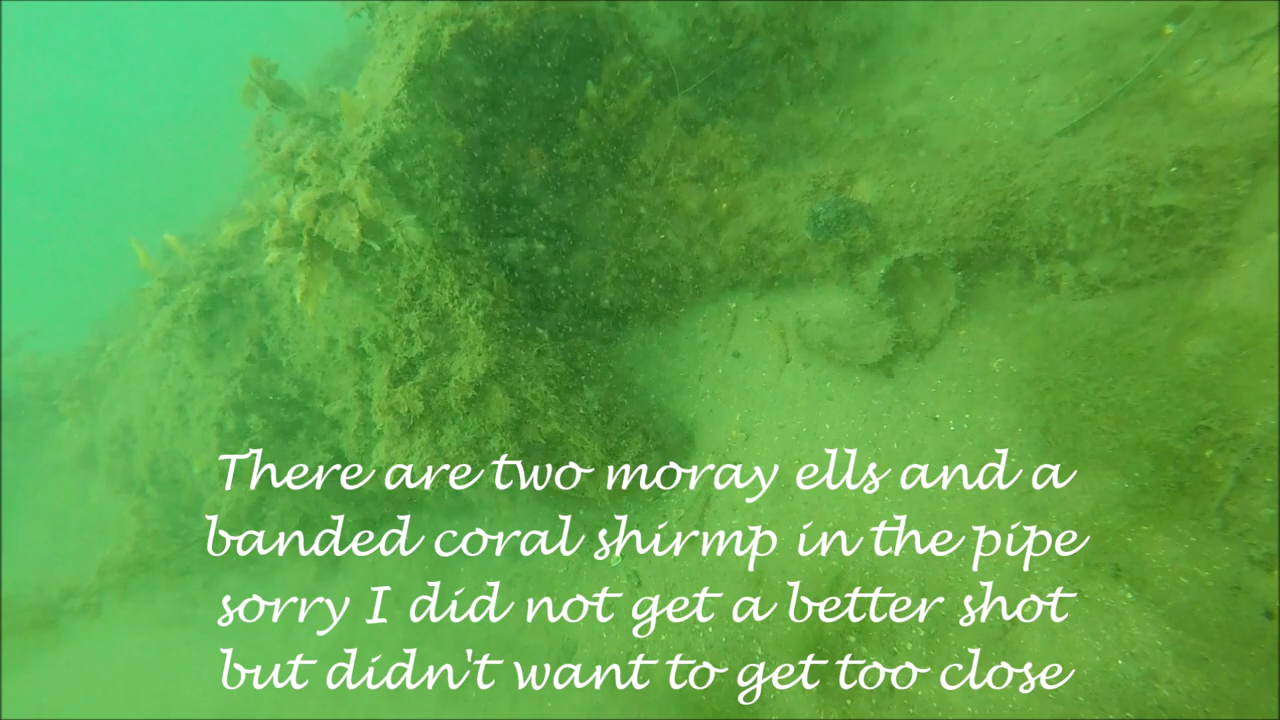 There are two moray ells and a
banded coral shirmp in the pipe
sorry I did not get a better shot
but didn't want to get too close